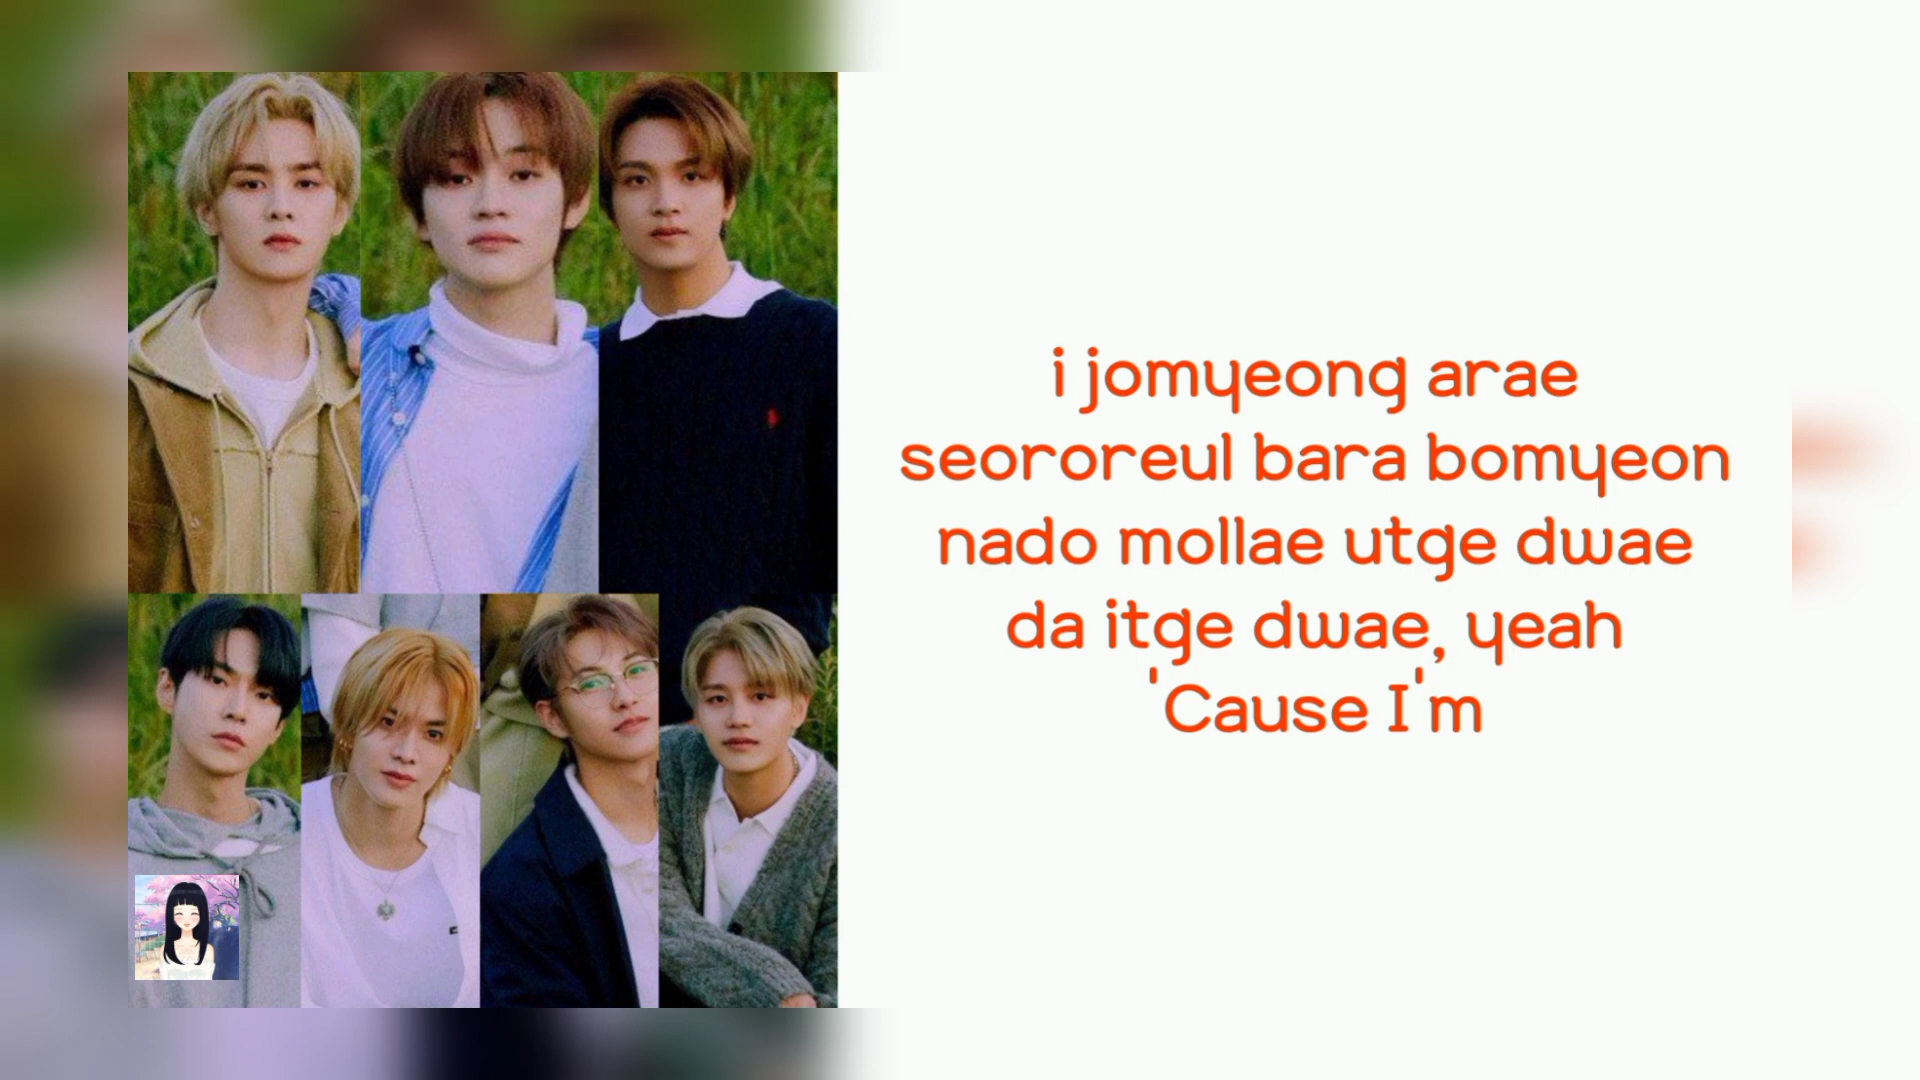 i jomyeong arae
seororeul bara bomyeon
nado mollae utge dwae
da itge dwae, yeah
'Cause I'm